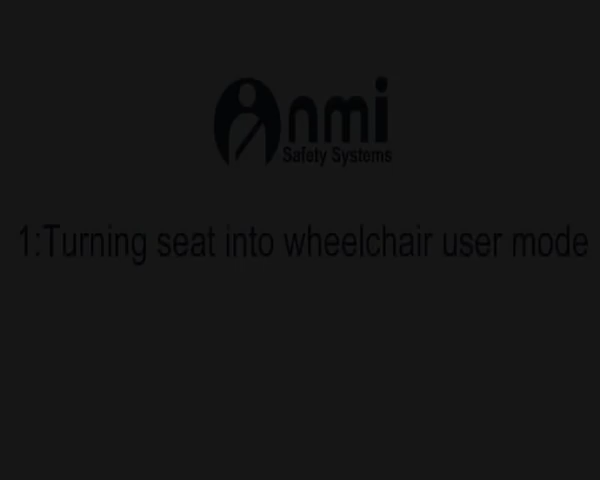 nmi
Safety Systems
1:Turning seat into wheelchair user mode